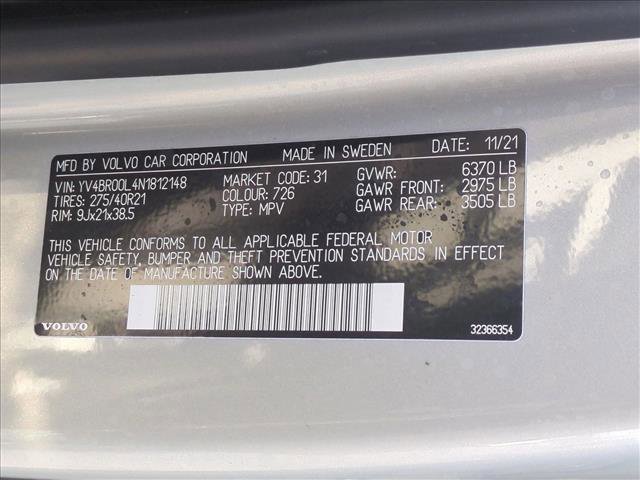 MFD BY VOLVO CAR CORPORATION MADE IN SWEDEN DATE: 11/21
VIN: YV4BR00L4N1812148 MARKET CODE: 31 GVWR: 6370 LB
TIRES: 275/40R21 COLOUR: 726 GAWR FRONT: 2975 LB
RIM: 9Jx21x38.5 TYPE: MPV GAWR REAR: 3505 LB
THIS VEHICLE CONFORMS TO ALL APPLICABLE FEDERAL MOTOR
VEHICLE SAFETY, BUMPER AND THEFT PREVENTION STANDARDS IN EFFECT
ON THE DATE OF MANUFACTURE SHOWN ABOVE.
VOLVO 32366354